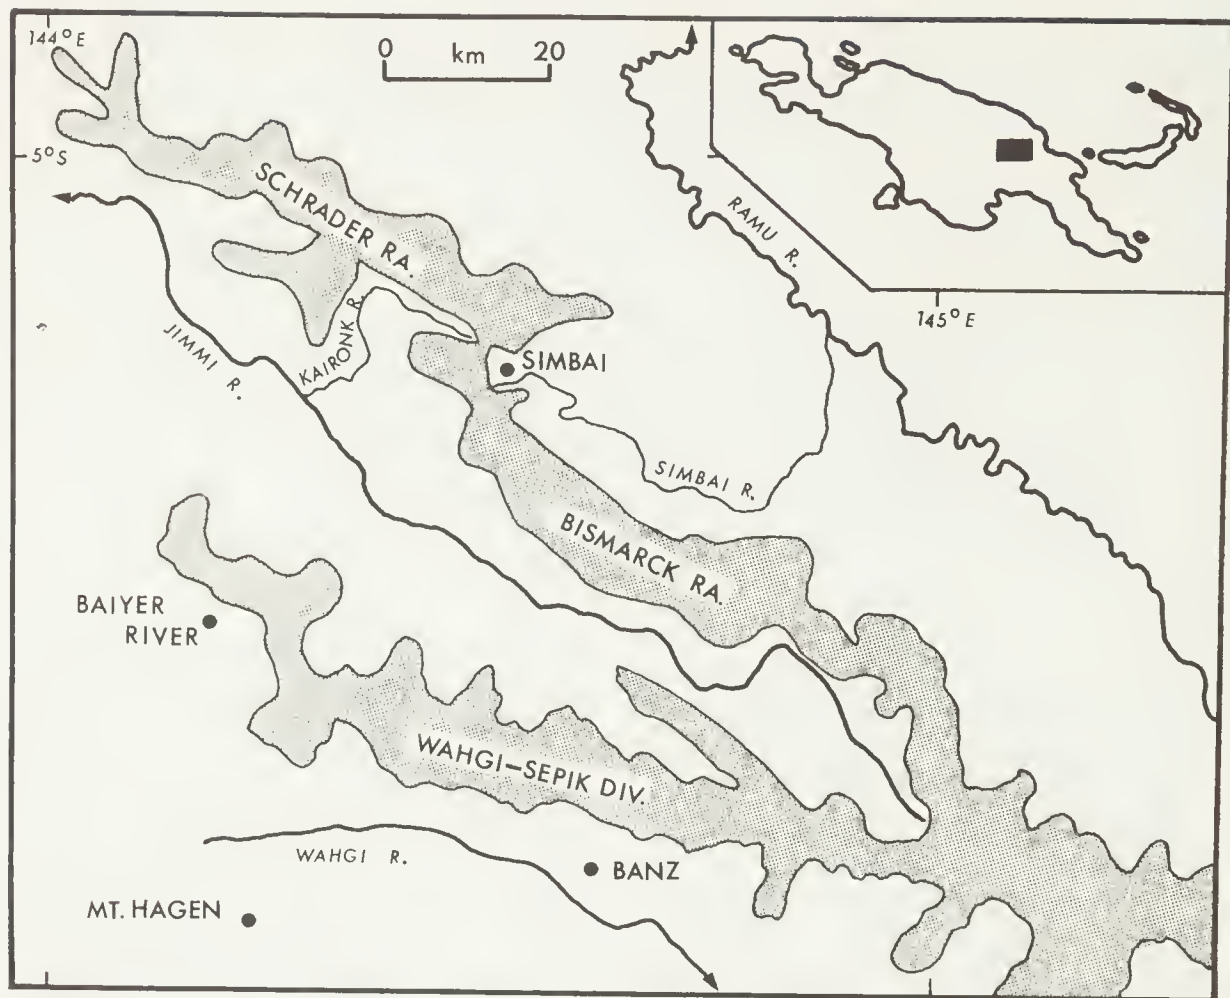 144°E
0 km 20
5°S
SCHRADER RA.
RAMU R.
145°E
JIMMI R.
KAIRONK R.
SIMBAI
SIMBAI R.
BISMARCK RA.
BAIYER
RIVER
WAHGI–SEPIK DIV.
WAHGI R.
BANZ
MT. HAGEN